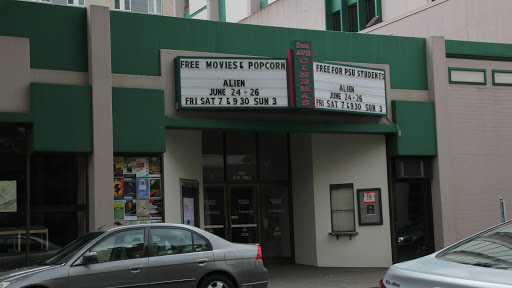 FREE MOVIES & POPCORN
ALIEN
JUNE 24 - 26
FRI SAT 7 & 9 30 SUN 3
5TH
AVE
CINEMA
FREE FOR PSU STUDENTS
ALIEN
JUNE 24 - 26
FRI SAT 7 & 9 30 SUN 3